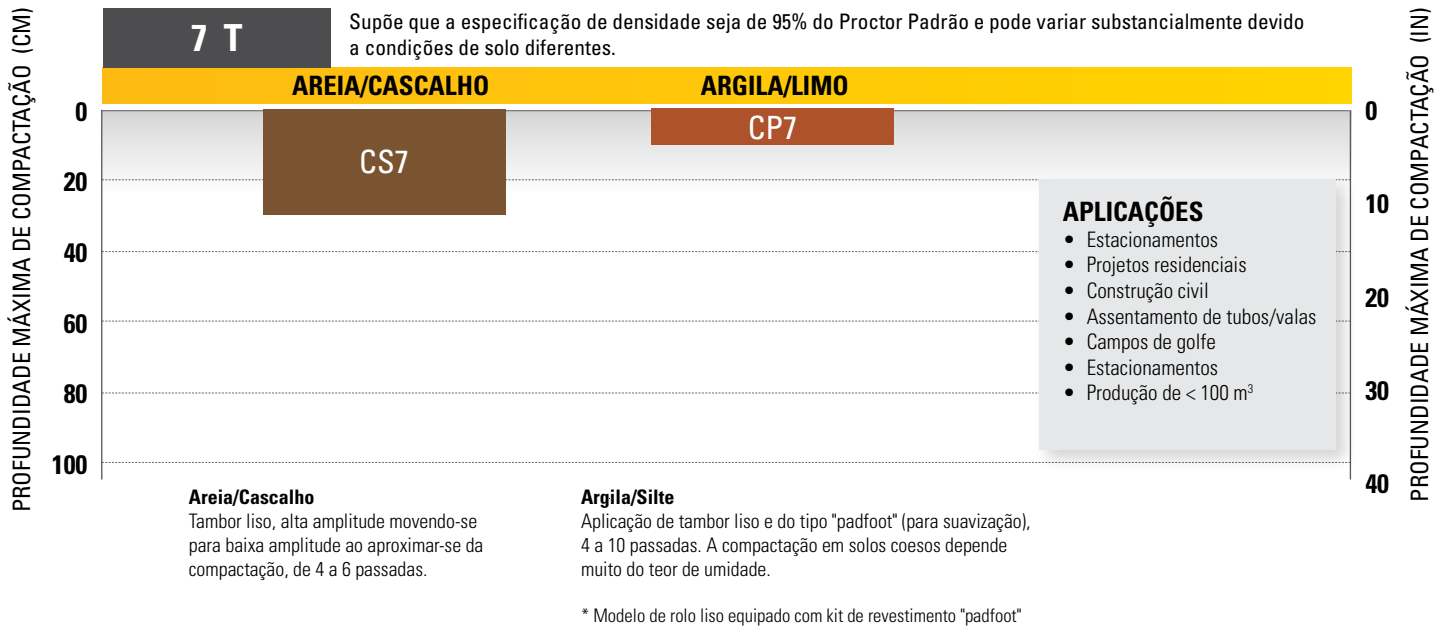 7 T
Supõe que a especificação de densidade seja de 95% do Proctor Padrão e pode variar substancialmente devido
a condições de solo diferentes.
PROFUNDIDADE MÁXIMA DE COMPACTAÇÃO (CM)
AREIA/CASCALHO
ARGILA/LIMO
0
20
40
60
80
100
CS7
CP7
APLICAÇÕES
• Estacionamentos
• Projetos residenciais
• Construção civil
• Assentamento de tubos/valas
• Campos de golfe
• Estacionamentos
• Produção de < 100 m³
0
10
20
30
40
PROFUNDIDADE MÁXIMA DE COMPACTAÇÃO (IN)
Areia/Cascalho
Tambor liso, alta amplitude movendo-se
para baixa amplitude ao aproximar-se da
compactação, de 4 a 6 passadas.
Argila/Silte
Aplicação de tambor liso e do tipo "padfoot" (para suavização),
4 a 10 passadas. A compactação em solos coesos depende
muito do teor de umidade.
* Modelo de rolo liso equipado com kit de revestimento "padfoot"